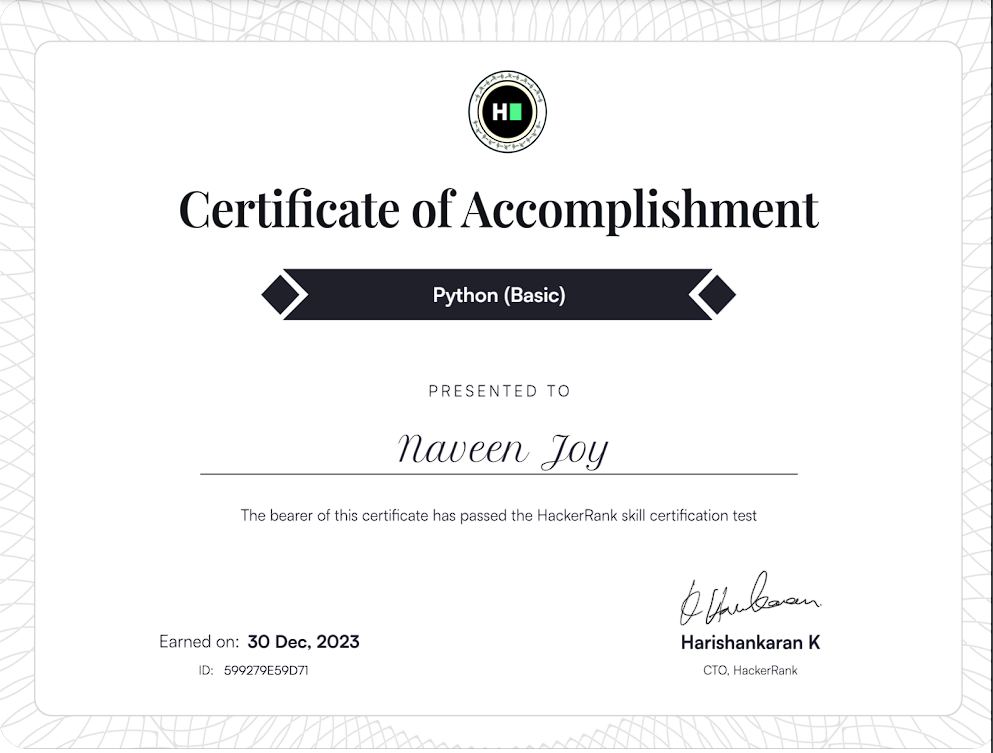 H
Certificate of Accomplishment
Python (Basic)
PRESENTED TO
Naveen Joy
The bearer of this certificate has passed the HackerRank skill certification test
Earned on: 30 Dec, 2023
ID: 599279E59D71
Harishankaran K
CTO, HackerRank